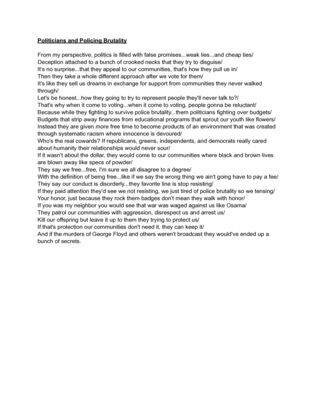 Politicians and Policing Brutality
From my perspective, politics is filled with false promises...weak lies...and cheap ties/
Deception attached to a bunch of crooked necks that they try to disguise/
It's no surprise...that they appeal to our communities, that's how they pull us in/
Then they take a whole different approach after we vote for them/
It's like they sell us dreams in exchange for support from communities they never walked
through/
Let's be honest...how they going to try to represent people they'll never talk to?/
That's why when it come to voting...when it comes to voting, people gonna be reluctant/
Because while they fighting to survive police brutality...them politicians fighting over budgets/
Budgets that strip away finances from educational programs that sprout our youth like flowers/
Instead they are given more free time to become products of an environment that was created
through systematic racism where innocence is devoured/
Who's the real cowards? If republicans, greens, independents, and democrats really cared
about humanity their relationships would never sour/
If it wasn't about the dollar, they would come to our communities where black and brown lives
are blown away like specs of powder/
They say we free...free, I'm sure we all disagree to a degree/
With the definition of being free...like if we say the wrong thing we ain't going have to pay a fee/
They say our conduct is disorderly...they favorite line is stop resisting/
If they paid attention they'd see we not resisting, we just tired of police brutality so we tensing/
Your honor, just because they rock them badges don't mean they walk with honor/
If you was my neighbor you would see that war was waged against us like Osama/
They patrol our communities with aggression, disrespect us and arrest us/
Kill our offspring but leave it up to them they trying to protect us/
If that's protection our communities don't need it, they can keep it/
And if the murders of George Floyd and others weren't broadcast they would've ended up a
bunch of secrets.